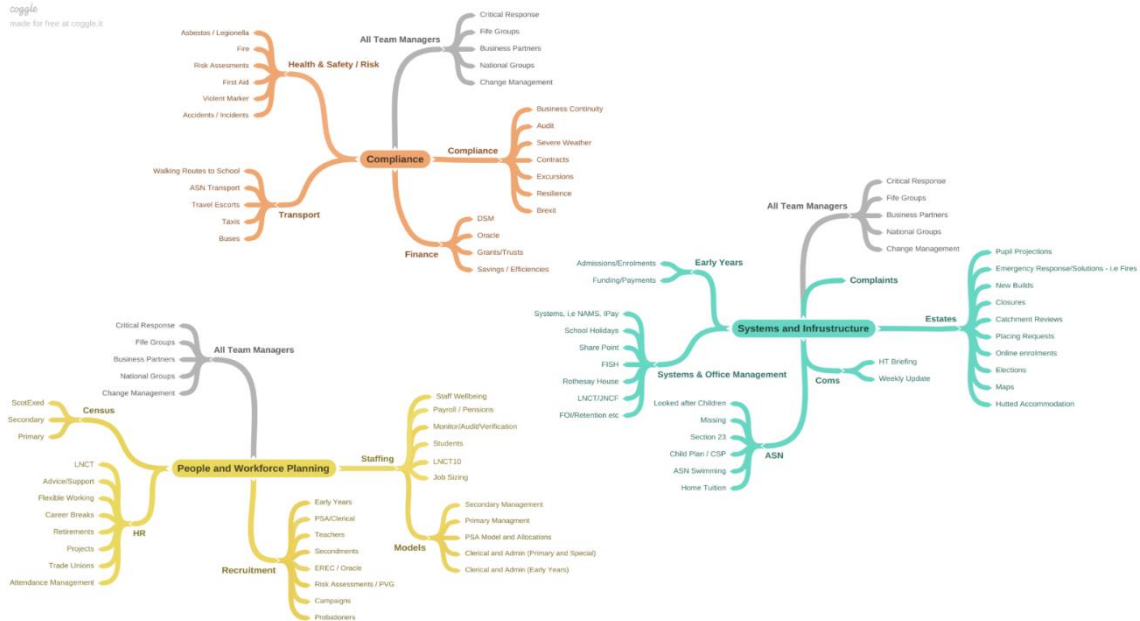 coggle
made for free at coggle.it
Compliance
All Team Managers
Critical Response
Fife Groups
Business Partners
National Groups
Change Management
Health & Safety / Risk
Asbestos / Legionella
Fire
Risk Assesments
First Aid
Violent Marker
Accidents / Incidents
Compliance
Business Continuity
Audit
Severe Weather
Contracts
Excursions
Resilience
Brexit
Transport
Walking Routes to School
ASN Transport
Travel Escorts
Taxis
Buses
Finance
DSM
Oracle
Grants/Trusts
Savings / Efficiencies
Systems and Infrustructure
All Team Managers
Critical Response
Fife Groups
Business Partners
National Groups
Change Management
Early Years
Admissions/Enrolments
Funding/Payments
Complaints
Estates
Pupil Projections
Emergency Response/Solutions - i.e Fires
New Builds
Closures
Catchment Reviews
Placing Requests
Online enrolments
Elections
Maps
Hutted Accommodation
Systems & Office Management
Systems, i.e NAMS, IPay
School Holidays
Share Point
FISH
Rothesay House
LNCT/JNCF
FOI/Retention etc
Coms
HT Briefing
Weekly Update
ASN
Looked after Children
Missing
Section 23
Child Plan / CSP
ASN Swimming
Home Tuition
People and Workforce Planning
All Team Managers
Critical Response
Fife Groups
Business Partners
National Groups
Change Management
Census
ScotExed
Secondary
Primary
Staffing
Staff Wellbeing
Payroll / Pensions
Monitor/Audit/Verification
Students
LNCT10
Job Sizing
Models
Secondary Management
Primary Managment
PSA Model and Allocations
Clerical and Admin (Primary and Special)
Clerical and Admin (Early Years)
HR
LNCT
Advice/Support
Flexible Working
Career Breaks
Retirements
Projects
Trade Unions
Attendance Management
Recruitment
Early Years
PSA/Clerical
Teachers
Secondments
EREC / Oracle
Risk Assessments / PVG
Campaigns
Probationers